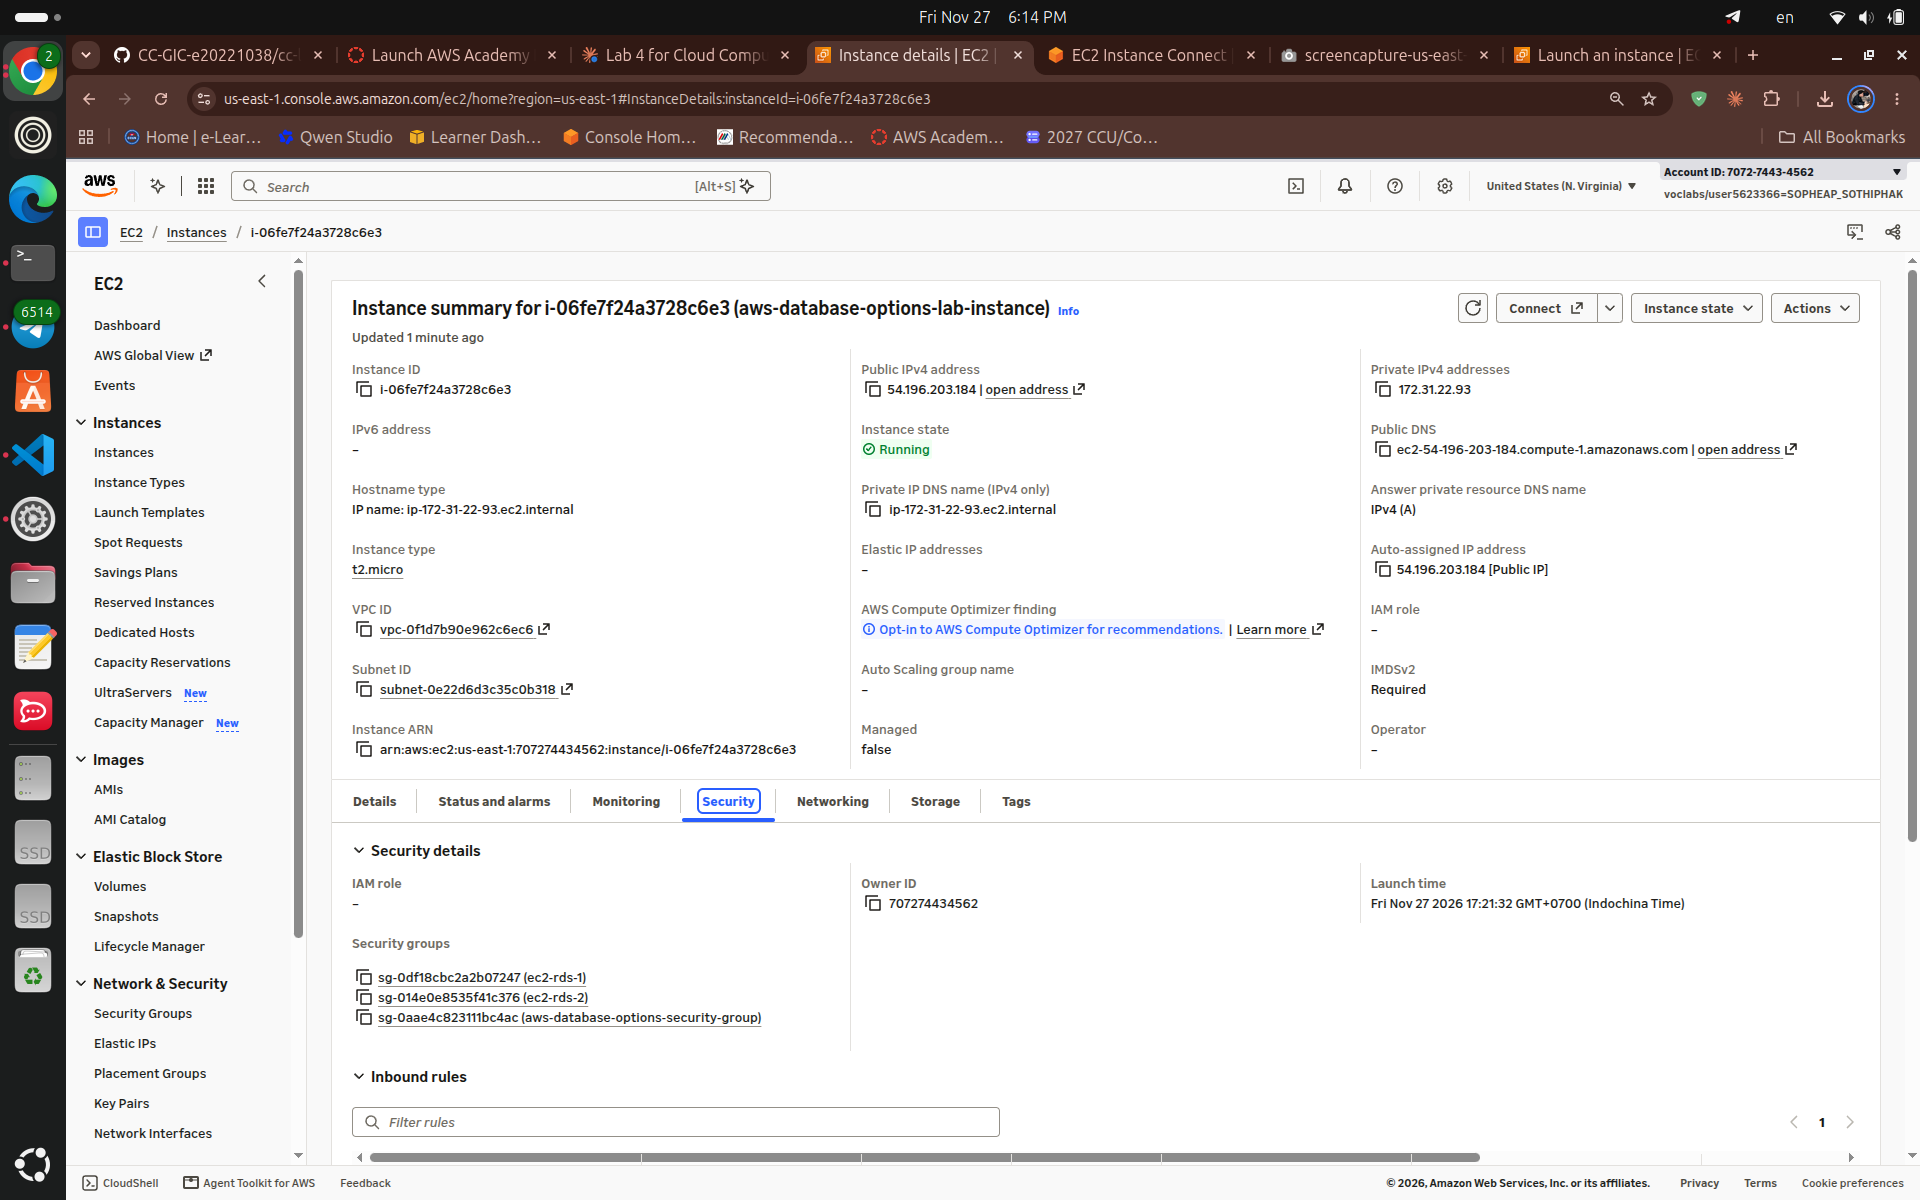 Fri Nov 27 6:14 PM
en
2
CC-GIC-e20221038/cc-l
Launch AWS Academy
Lab 4 for Cloud Compu
Instance details | EC2 |
EC2 Instance Connect
screencapture-us-east-
Launch an instance | EC
us-east-1.console.aws.amazon.com/ec2/home?region=us-east-1#InstanceDetails:instanceId=i-06fe7f24a3728c6e3
Home | e-Lear...
Qwen Studio
Learner Dash...
Console Hom...
Recommenda...
AWS Academ...
2027 CCU/Co...
All Bookmarks
aws
Search
[Alt+S]
United States (N. Virginia)
Account ID: 7072-7443-4562
voclabs/user5623366=SOPHEAP_SOTHIPHAK
EC2 / Instances / i-06fe7f24a3728c6e3
6514
SSD
SSD
EC2
Dashboard
AWS Global View
Events
Instances
Instances
Instance Types
Launch Templates
Spot Requests
Savings Plans
Reserved Instances
Dedicated Hosts
Capacity Reservations
UltraServers New
Capacity Manager New
Images
AMIs
AMI Catalog
Elastic Block Store
Volumes
Snapshots
Lifecycle Manager
Network & Security
Security Groups
Elastic IPs
Placement Groups
Key Pairs
Network Interfaces
Instance summary for i-06fe7f24a3728c6e3 (aws-database-options-lab-instance) Info
Updated 1 minute ago
Connect
Instance state
Actions
Instance ID
i-06fe7f24a3728c6e3
Public IPv4 address
54.196.203.184 | open address
Private IPv4 addresses
172.31.22.93
IPv6 address
–
Instance state
Running
Public DNS
ec2-54-196-203-184.compute-1.amazonaws.com | open address
Hostname type
IP name: ip-172-31-22-93.ec2.internal
Private IP DNS name (IPv4 only)
ip-172-31-22-93.ec2.internal
Answer private resource DNS name
IPv4 (A)
Instance type
t2.micro
Elastic IP addresses
–
Auto-assigned IP address
54.196.203.184 [Public IP]
VPC ID
vpc-0f1d7b90e962c6ec6
AWS Compute Optimizer finding
Opt-in to AWS Compute Optimizer for recommendations. | Learn more
IAM role
–
Subnet ID
subnet-0e22d6d3c35c0b318
Auto Scaling group name
–
IMDSv2
Required
Instance ARN
arn:aws:ec2:us-east-1:707274434562:instance/i-06fe7f24a3728c6e3
Managed
false
Operator
–
Details
Status and alarms
Monitoring
Security
Networking
Storage
Tags
Security details
IAM role
–
Owner ID
707274434562
Launch time
Fri Nov 27 2026 17:21:32 GMT+0700 (Indochina Time)
Security groups
sg-0df18cbc2a2b07247 (ec2-rds-1)
sg-014e0e8535f41c376 (ec2-rds-2)
sg-0aae4c823111bc4ac (aws-database-options-security-group)
Inbound rules
Filter rules
1
CloudShell
Agent Toolkit for AWS
Feedback
© 2026, Amazon Web Services, Inc. or its affiliates.
Privacy
Terms
Cookie preferences